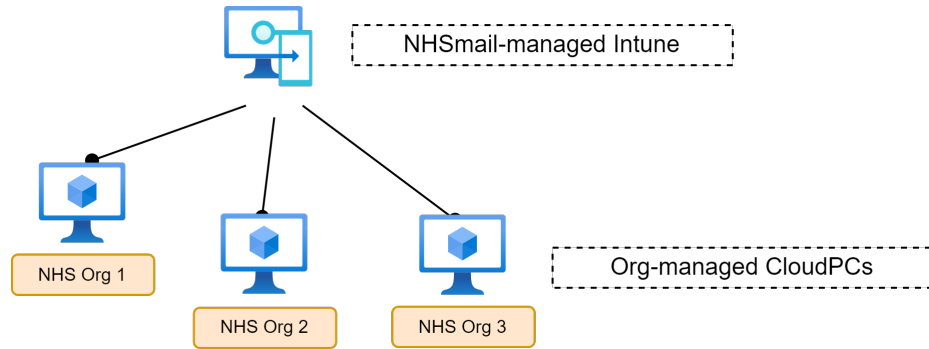 NHSmail-managed Intune
NHS Org 1
Org-managed CloudPCs
NHS Org 2
NHS Org 3